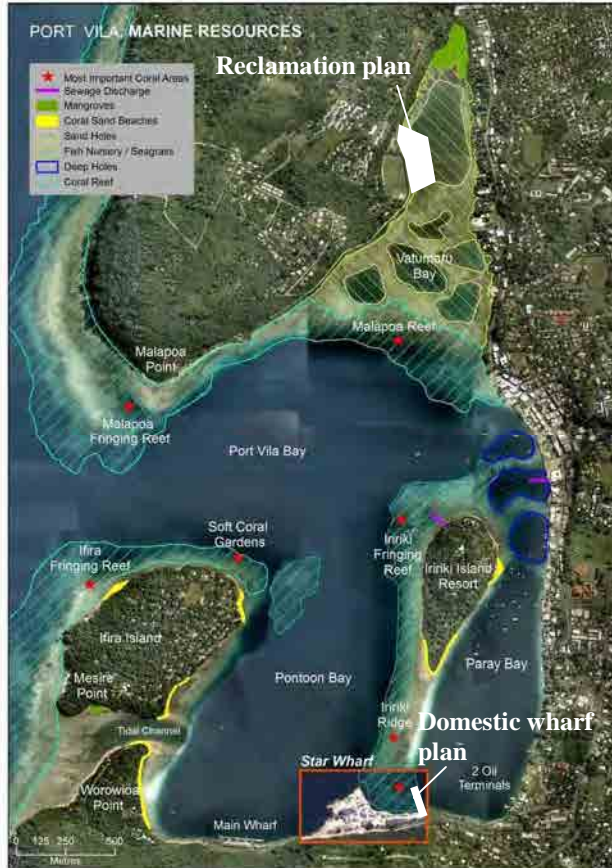 PORT VILA: MARINE RESOURCES
Reclamation plan
Most Important Coral Areas
Sewage Discharge
Mangroves
Coral Sand Beaches
Sand Holes
Fish Nursery / Seagrass
Deep Holes
Coral Reef
Vatumaru
Bay
Malapoa Reef
Malapoa
Point
Malapoa
Fringing Reef
Port Vila Bay
Soft Coral
Gardens
Ifira
Fringing Reef
Iririki
Fringing
Reef
Iririki Island
Resort
Ifira Island
Mesire
Point
Pontoon Bay
Paray Bay
Tidal Channel
Iririki
Ridge
Domestic wharf
plan
Star Wharf
2 Oil
Terminals
Worowioa
Point
Main Wharf
0 125 250 500
Metres